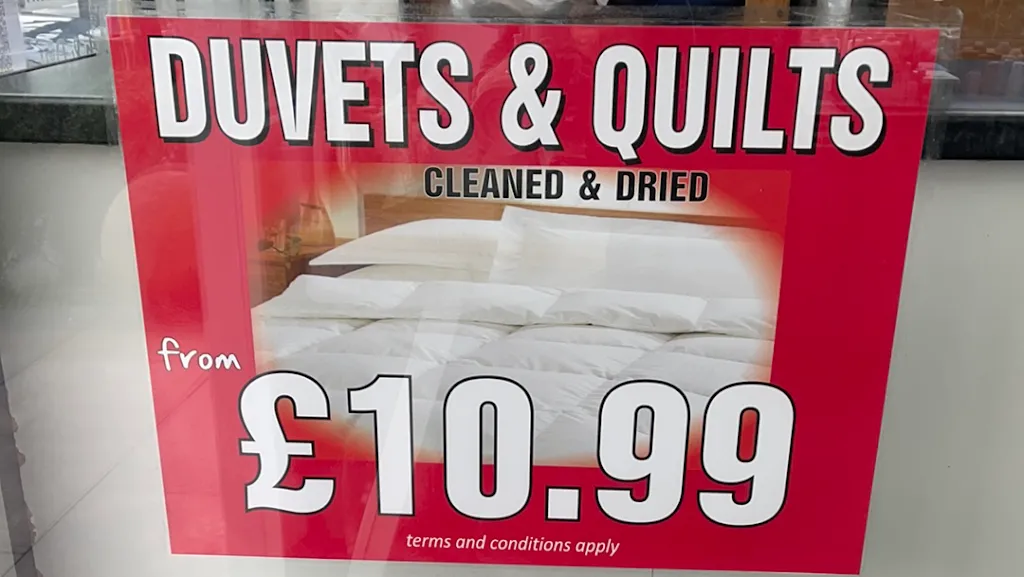 DUVETS & QUILTS
CLEANED & DRIED
from
£10.99
terms and conditions apply